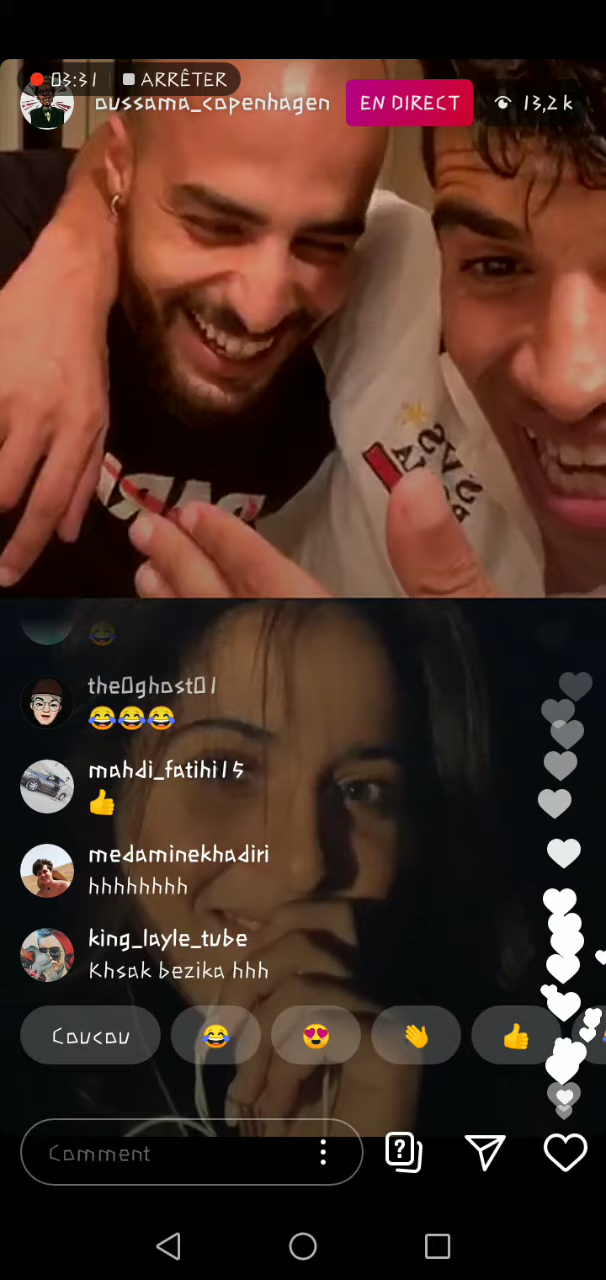 03:31 ARRÊTER
oussama_copenhagen EN DIRECT 13,2 k
the0ghost01
😂😂😂
mahdi_fatihi15
👍
medaminekhadiri
hhhhhhhh
king_layle_tube
Khsak bezika hhh
Coucou 😂 😍 👋 👍
Comment